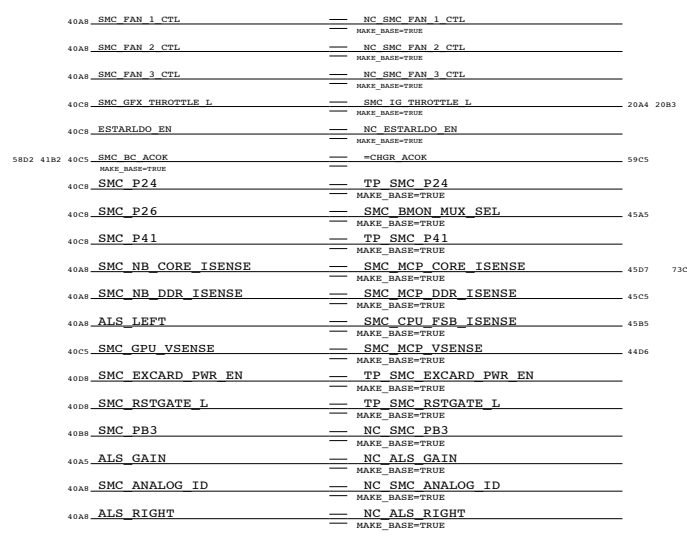 40A8 SMC_FAN_1_CTL NC_SMC_FAN_1_CTL
MAKE_BASE=TRUE
40A8 SMC_FAN_2_CTL NC_SMC_FAN_2_CTL
MAKE_BASE=TRUE
40A8 SMC_FAN_3_CTL NC_SMC_FAN_3_CTL
MAKE_BASE=TRUE
40C8 SMC_GFX_THROTTLE_L SMC_IG_THROTTLE_L 20A4 20B3
MAKE_BASE=TRUE
40C8 ESTARLDO_EN NC_ESTARLDO_EN
MAKE_BASE=TRUE
58D2 41B2 40C5 SMC_BC_ACOK =CHGR_ACOK 59C5
MAKE_BASE=TRUE
40C8 SMC_P24 TP_SMC_P24
MAKE_BASE=TRUE
40C8 SMC_P26 SMC_BMON_MUX_SEL 45A5
MAKE_BASE=TRUE
40C8 SMC_P41 TP_SMC_P41
MAKE_BASE=TRUE
40A8 SMC_NB_CORE_ISENSE SMC_MCP_CORE_ISENSE 45D7 73C
MAKE_BASE=TRUE
40A8 SMC_NB_DDR_ISENSE SMC_MCP_DDR_ISENSE 45C5
MAKE_BASE=TRUE
40A8 ALS_LEFT SMC_CPU_FSB_ISENSE 45B5
MAKE_BASE=TRUE
40C5 SMC_GPU_VSENSE SMC_MCP_VSENSE 44D6
MAKE_BASE=TRUE
40D8 SMC_EXCARD_PWR_EN TP_SMC_EXCARD_PWR_EN
MAKE_BASE=TRUE
40D8 SMC_RSTGATE_L TP_SMC_RSTGATE_L
MAKE_BASE=TRUE
40B8 SMC_PB3 NC_SMC_PB3
MAKE_BASE=TRUE
40A5 ALS_GAIN NC_ALS_GAIN
MAKE_BASE=TRUE
40A8 SMC_ANALOG_ID NC_SMC_ANALOG_ID
MAKE_BASE=TRUE
40A8 ALS_RIGHT NC_ALS_RIGHT
MAKE_BASE=TRUE